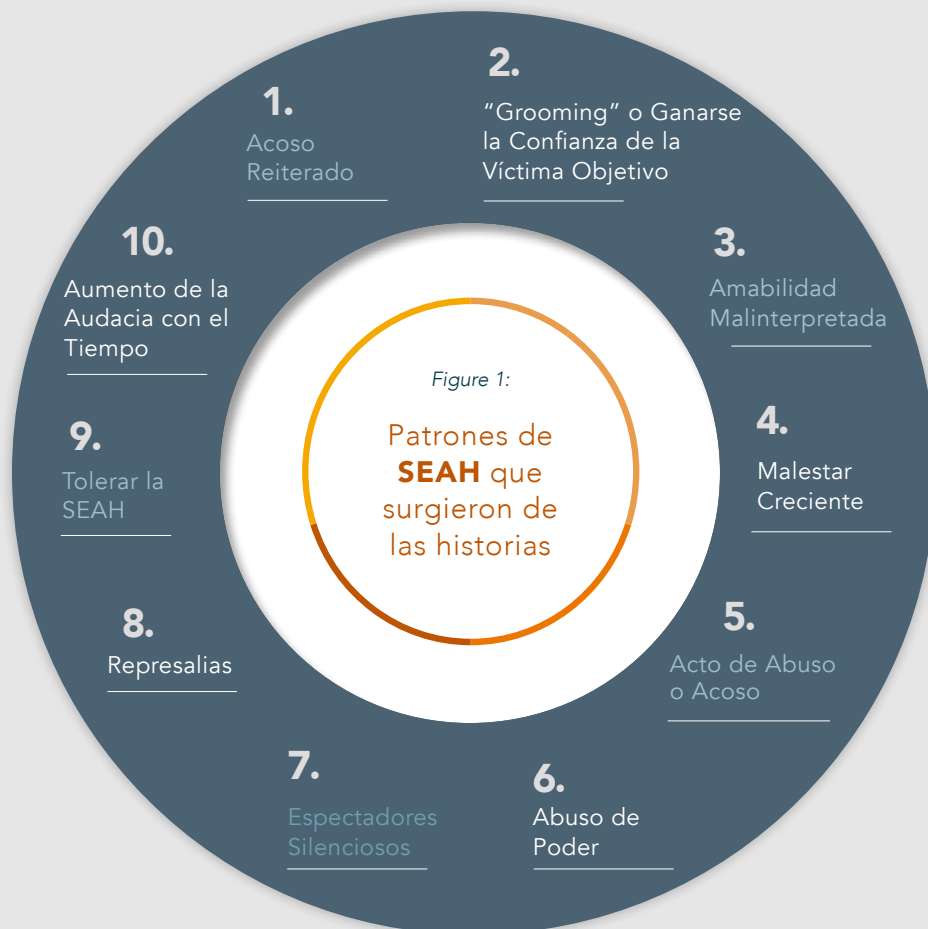 1.
Acoso
Reiterado
2.
“Grooming” o Ganarse
la Confianza de la
Víctima Objetivo
3.
Amabilidad
Malinterpretada
4.
Malestar
Creciente
5.
Acto de Abuso
o Acoso
6.
Abuso de
Poder
7.
Espectadores
Silenciosos
8.
Represalias
9.
Tolerar la
SEAH
10.
Aumento de la
Audacia con el
Tiempo
Figure 1:
Patrones de
SEAH que
surgieron de
las historias